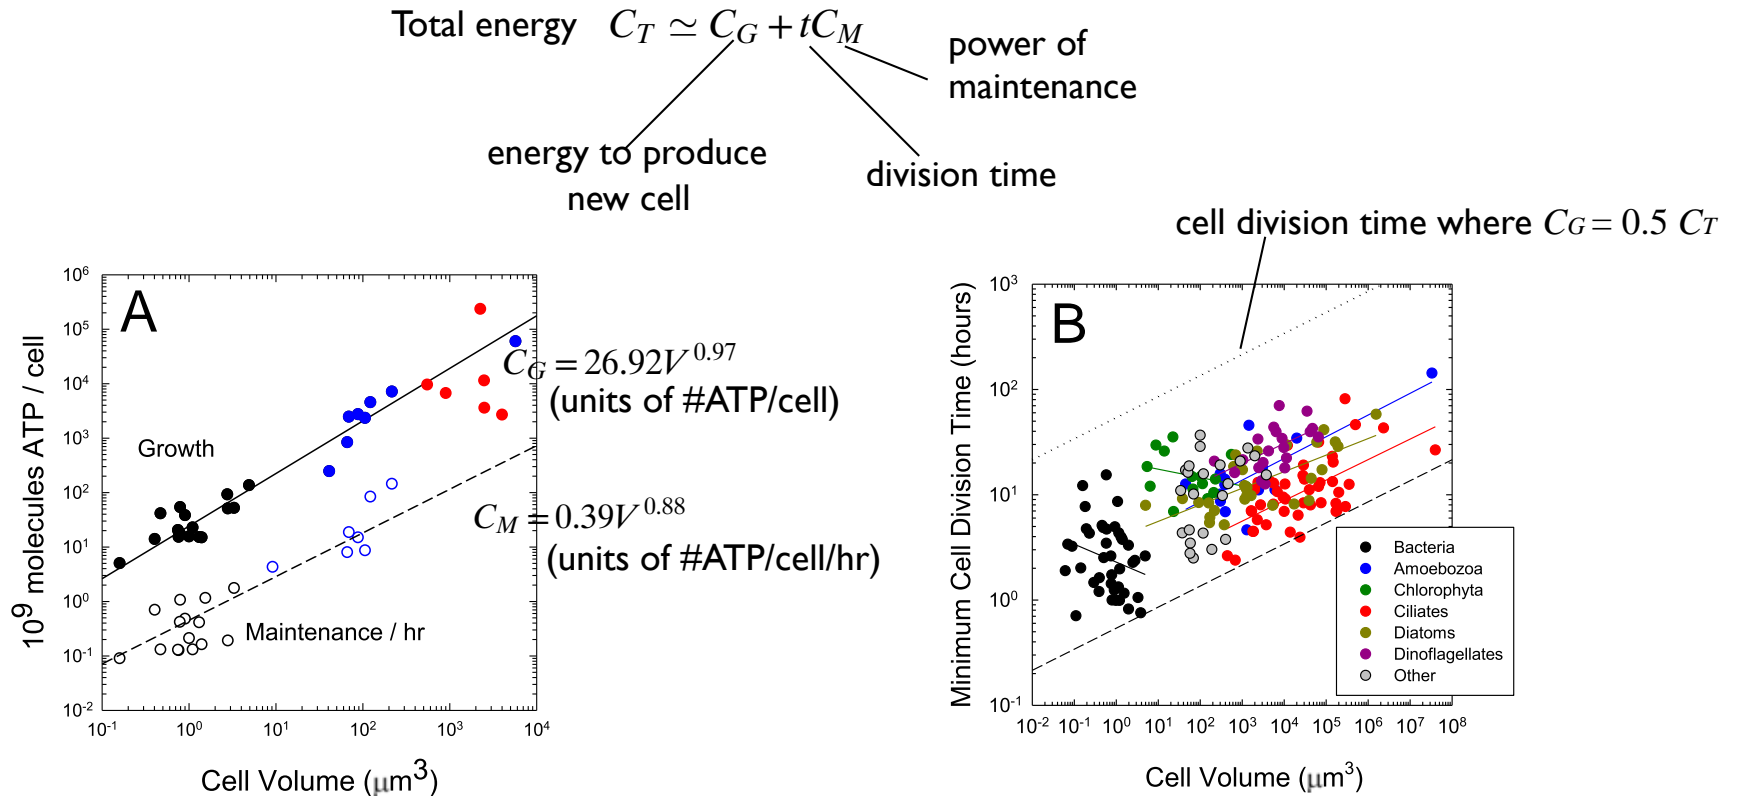 Total energy C_T ≃ C_G + tC_M
power of
maintenance
energy to produce
new cell
division time
cell division time where C_G = 0.5 C_T
A
10^6
10^5
10^4
10^3
10^2
10^1
10^0
10^-1
10^-2
10^9 molecules ATP / cell
Growth
Maintenance / hr
10^-1 10^0 10^1 10^2 10^3 10^4
Cell Volume (μm^3)
C_G = 26.92V^0.97
(units of #ATP/cell)
C_M = 0.39V^0.88
(units of #ATP/cell/hr)
B
10^3
10^2
10^1
10^0
10^-1
Minimum Cell Division Time (hours)
Bacteria
Amoebozoa
Chlorophyta
Ciliates
Diatoms
Dinoflagellates
Other
10^-2 10^-1 10^0 10^1 10^2 10^3 10^4 10^5 10^6 10^7 10^8
Cell Volume (μm^3)